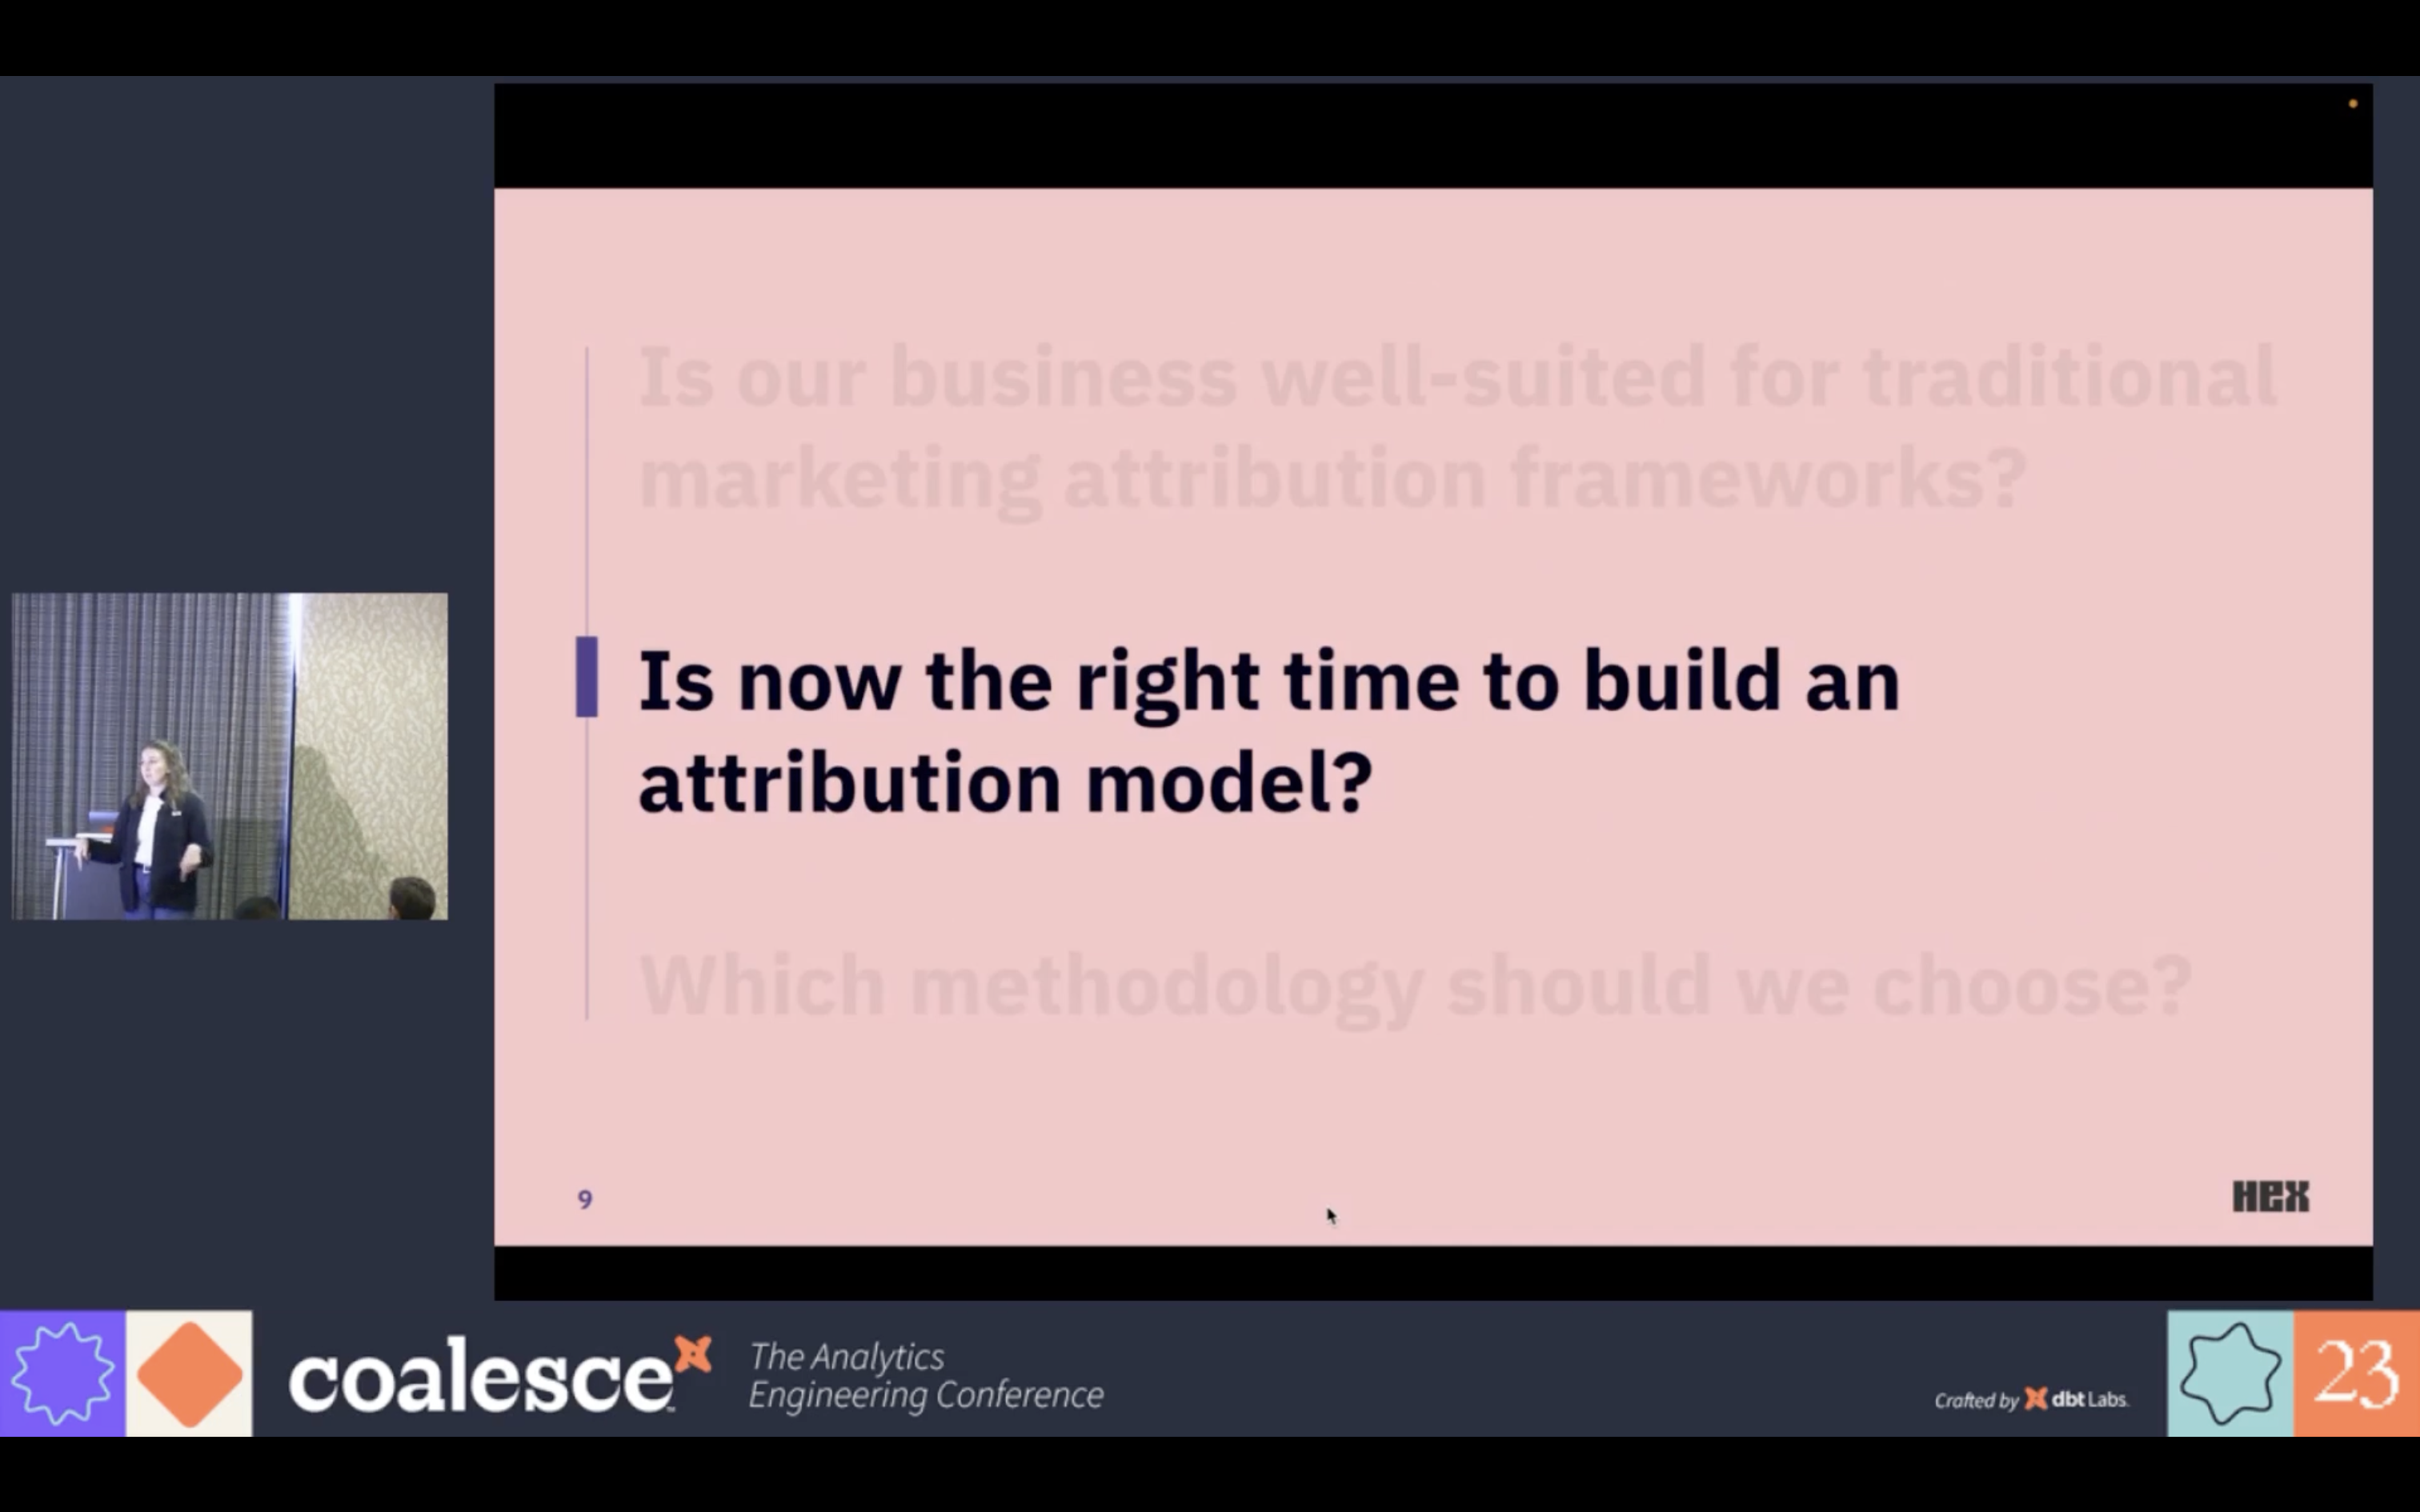 Is our business well-suited for traditional
marketing attribution frameworks?
Is now the right time to build an
attribution model?
Which methodology should we choose?
9
HEX
coalesce
The Analytics
Engineering Conference
Crafted by dbt Labs.
23